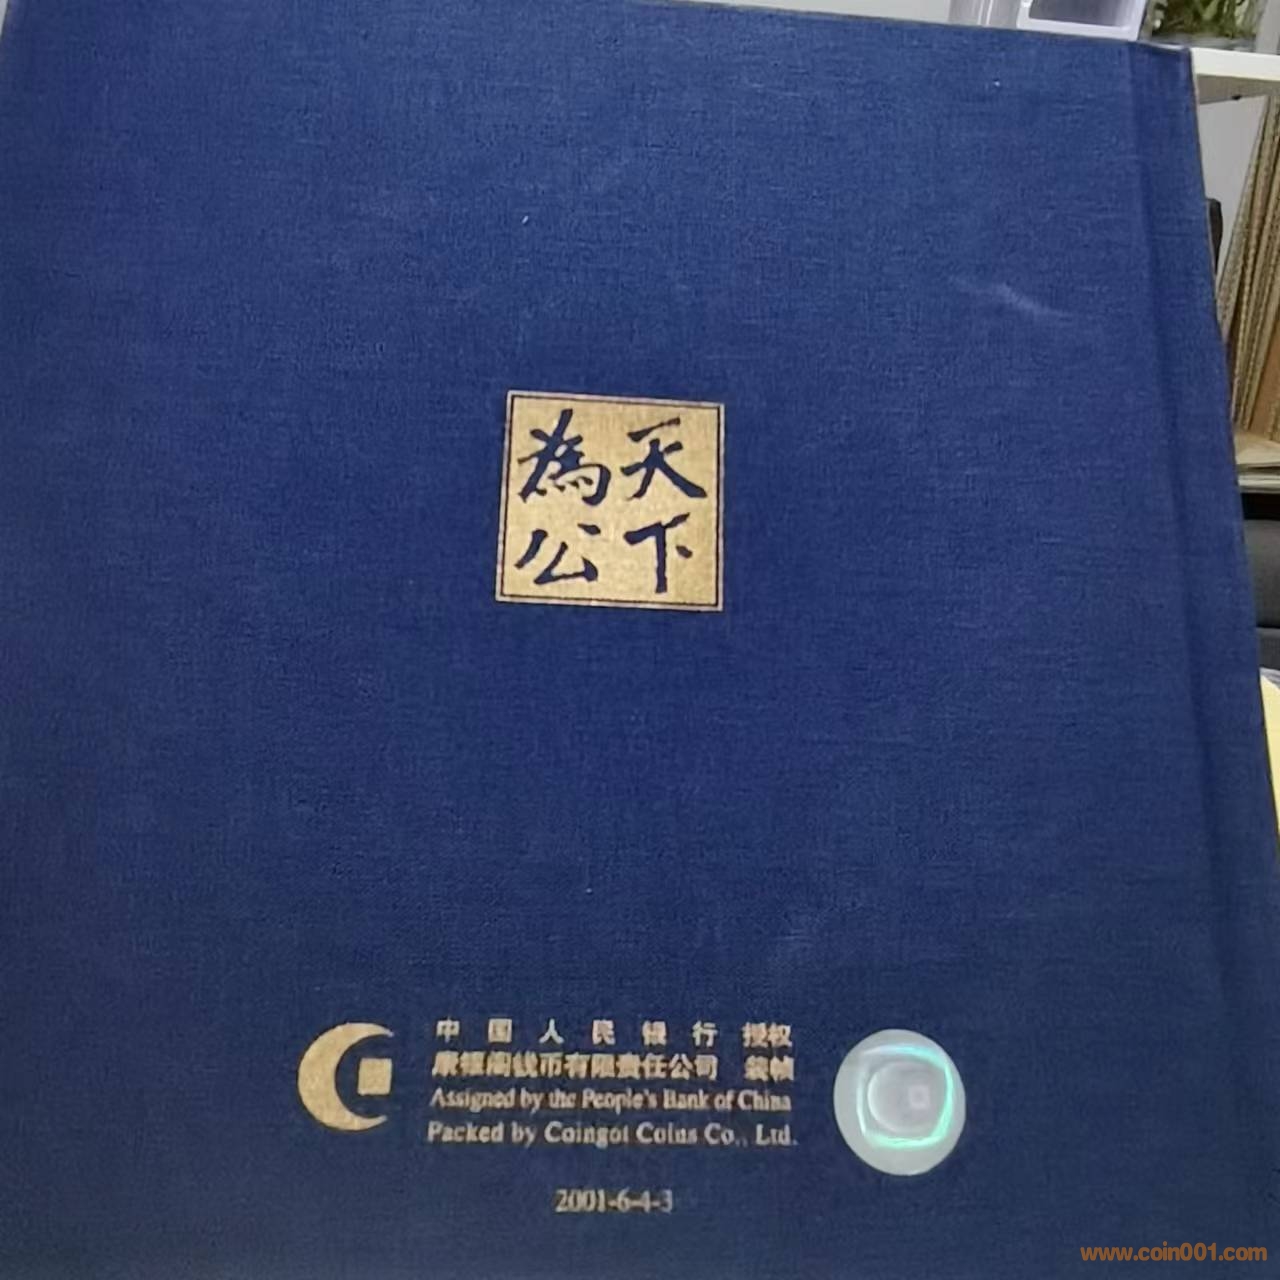 天下
為公
中国人民银行 授权
康银阁钱币有限责任公司 装帧
Assigned by the People's Bank of China
Packed by Coingot Coins Co., Ltd.
2001-6-4-3
www.coin001.com